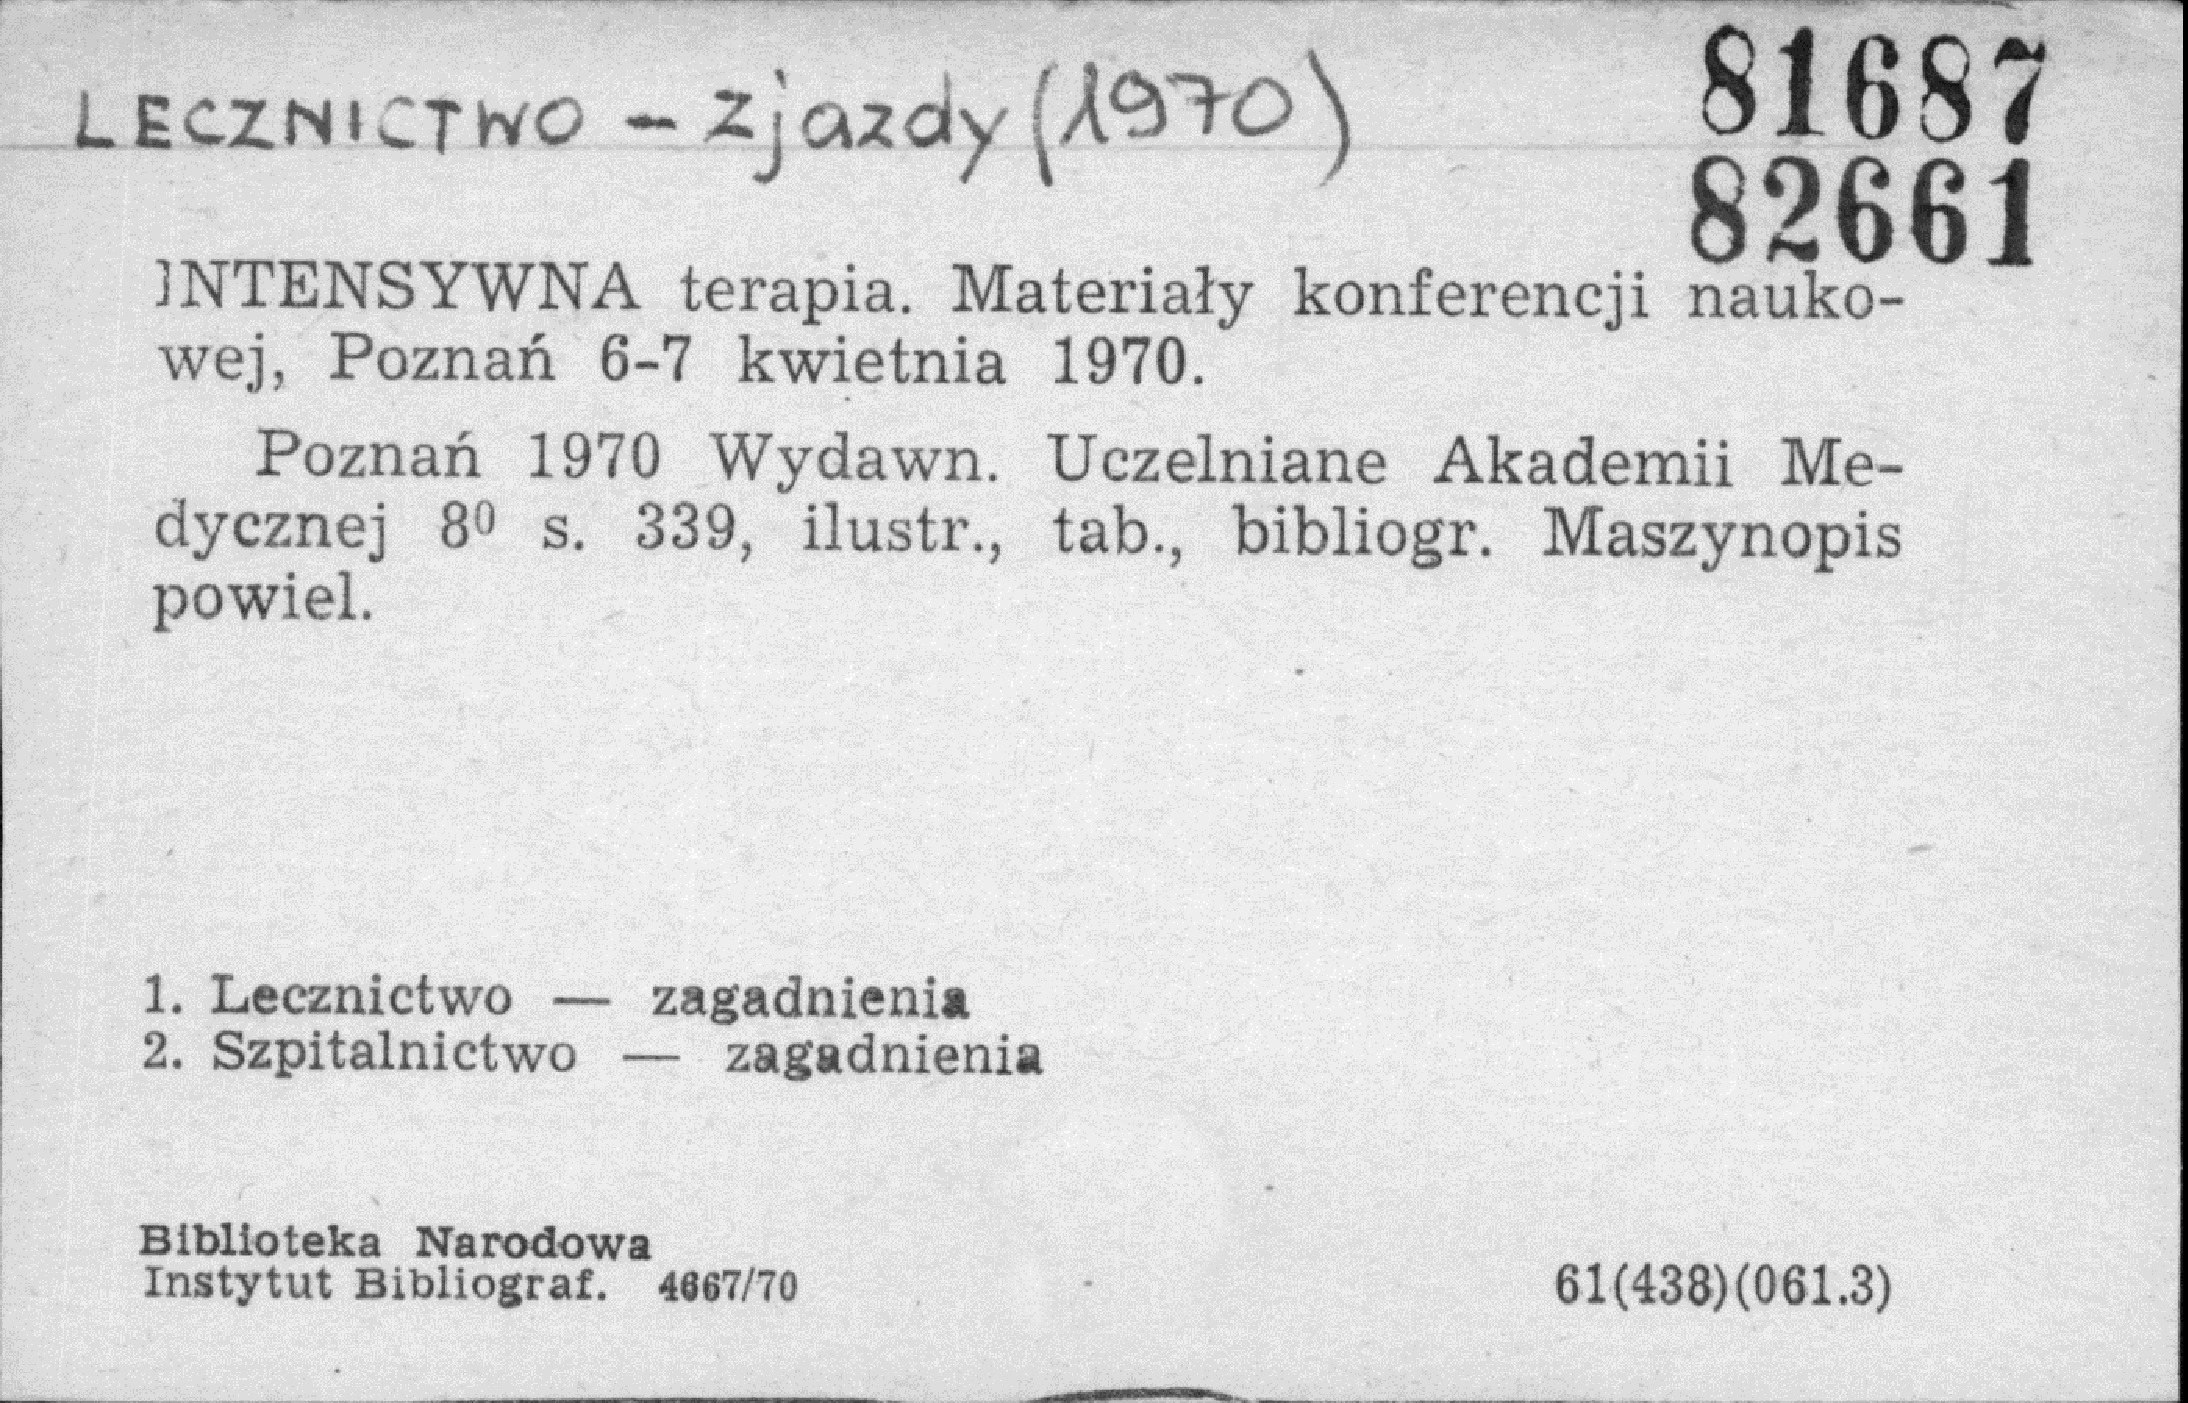 LECZNICTWO - zjazdy (1970)
81687
82661
INTENSYWNA terapia. Materiały konferencji nauko-
wej, Poznań 6-7 kwietnia 1970.
Poznań 1970 Wydawn. Uczelniane Akademii Me-
dycznej 8⁰ s. 339, ilustr., tab., bibliogr. Maszynopis
powiel.
1. Lecznictwo — zagadnienia
2. Szpitalnictwo — zagadnienia
Biblioteka Narodowa
Instytut Bibliograf. 4667/70
61(438)(061.3)